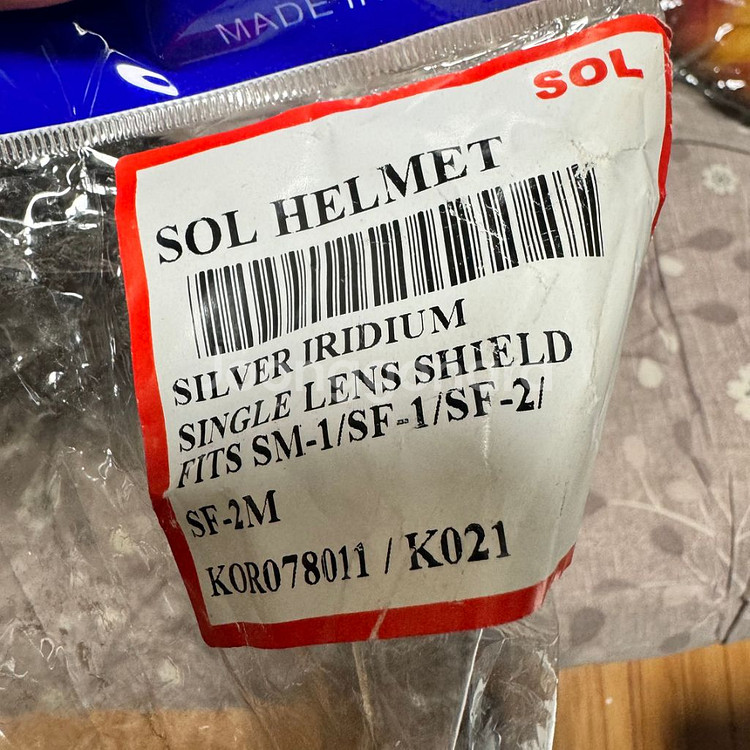 MADE I
SOL
SOL HELMET
SILVER IRIDIUM
SINGLE LENS SHIELD
FITS SM-1/SF-1/SF-2/
SF-2M
KOR078011 / K021